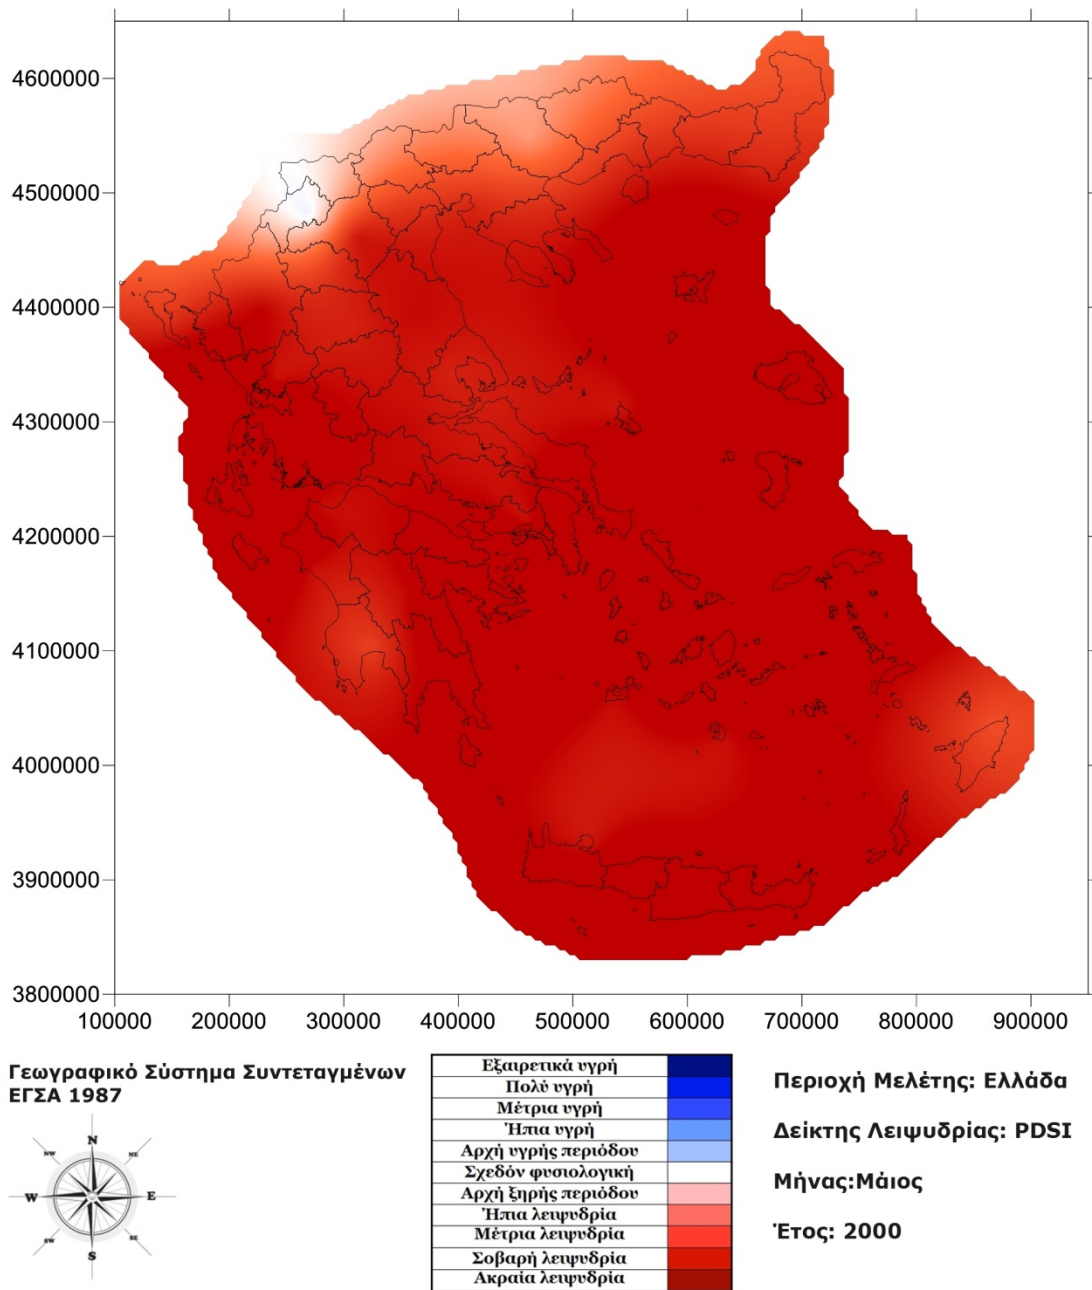 4600000
4500000
4400000
4300000
4200000
4100000
4000000
3900000
3800000
100000 200000 300000 400000 500000 600000 700000 800000 900000
Γεωγραφικό Σύστημα Συντεταγμένων
ΕΓΣΑ 1987
N
NW NE
W E
SW SE
S
Εξαιρετικά υγρή
Πολύ υγρή
Μέτρια υγρή
Ήπια υγρή
Αρχή υγρής περιόδου
Σχεδόν φυσιολογική
Αρχή ξηρής περιόδου
Ήπια λειψυδρία
Μέτρια λειψυδρία
Σοβαρή λειψυδρία
Ακραία λειψυδρία
Περιοχή Μελέτης: Ελλάδα
Δείκτης Λειψυδρίας: PDSI
Μήνας:Μάιος
Έτος: 2000